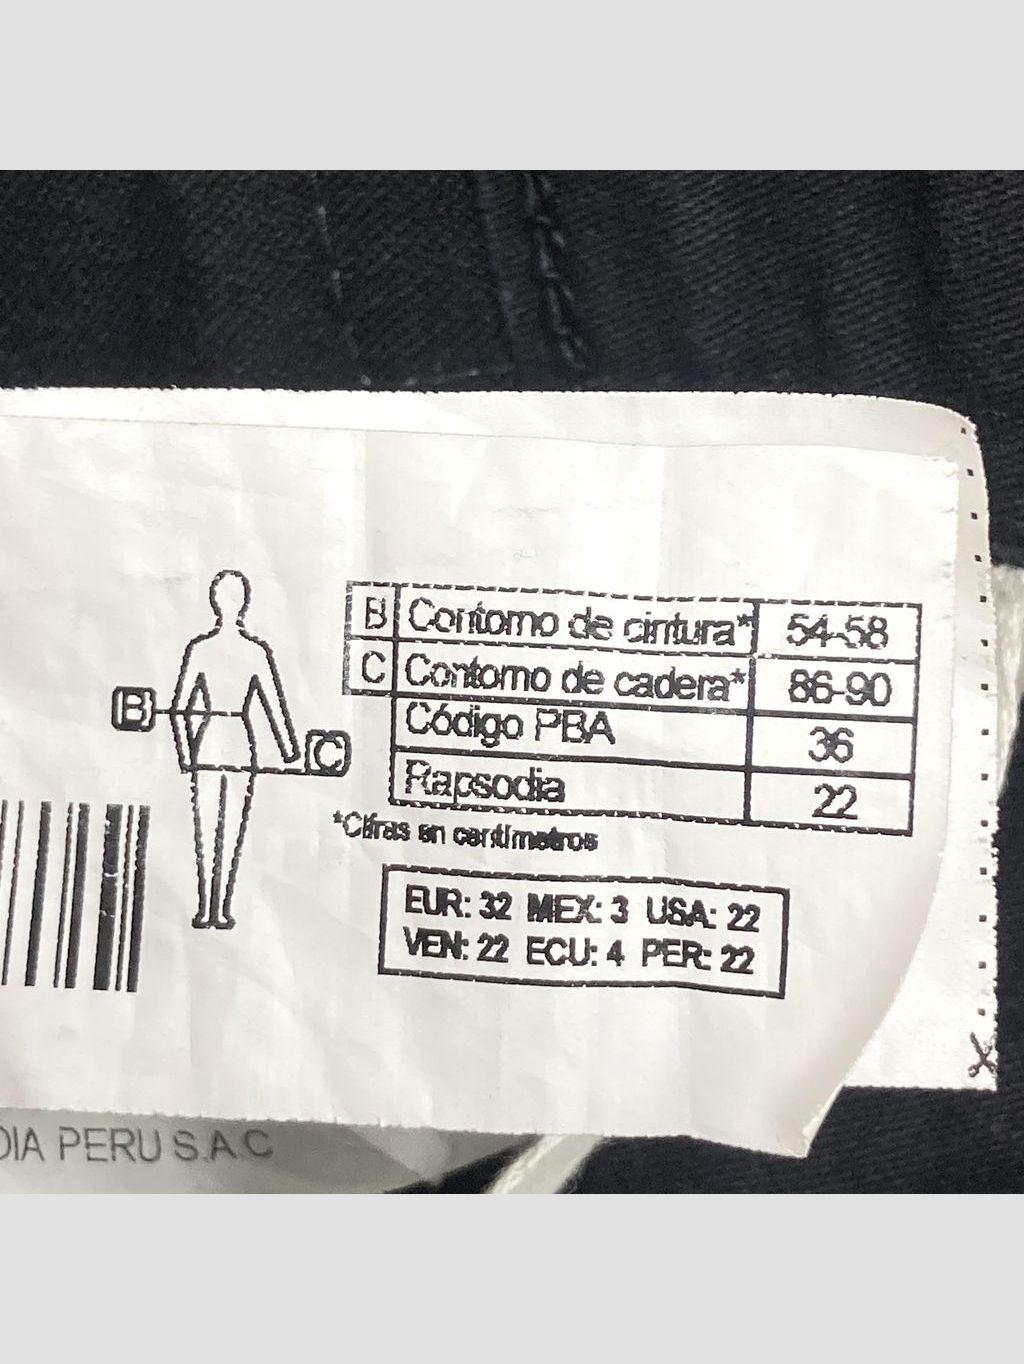 B Contorno de cintura* 54-58
C Contorno de cadera* 86-90
Código PBA 36
Rapsodia 22
*Cifras en centímetros
B
C
EUR: 32 MEX: 3 USA: 22
VEN: 22 ECU: 4 PER: 22
DIA PERU S.A.C